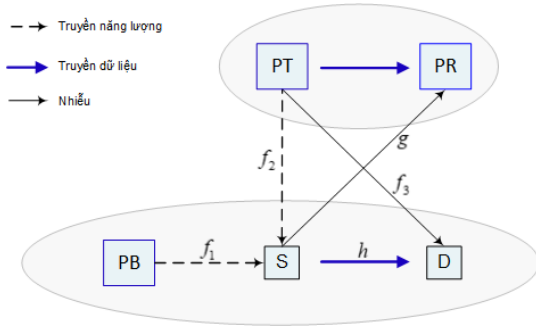 Truyền năng lượng
Truyền dữ liệu
Nhiễu
PT
PR
g
f₂
f₃
PB
f₁
S
h
D